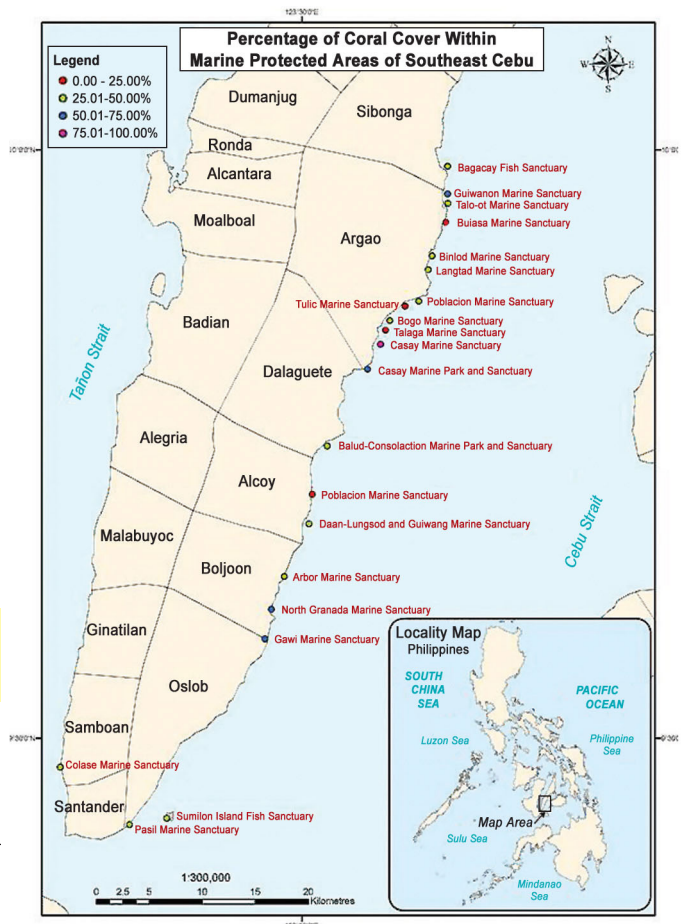 123°30'0"E
Percentage of Coral Cover Within
Marine Protected Areas of Southeast Cebu
Legend
0.00 - 25.00%
25.01-50.00%
50.01-75.00%
75.01-100.00%
N
W E
S
Dumanjug
Sibonga
Ronda
Alcantara
Moalboal
Argao
Badian
Dalaguete
Alegria
Alcoy
Malabuyoc
Boljoon
Ginatilan
Oslob
Samboan
Santander
Bagacay Fish Sanctuary
Guiwanon Marine Sanctuary
Talo-ot Marine Sanctuary
Buiasa Marine Sanctuary
Binlod Marine Sanctuary
Langtad Marine Sanctuary
Tulic Marine Sanctuary
Poblacion Marine Sanctuary
Bogo Marine Sanctuary
Talaga Marine Sanctuary
Casay Marine Sanctuary
Casay Marine Park and Sanctuary
Balud-Consolaction Marine Park and Sanctuary
Poblacion Marine Sanctuary
Daan-Lungsod and Guiwang Marine Sanctuary
Arbor Marine Sanctuary
North Granada Marine Sanctuary
Gawi Marine Sanctuary
Colase Marine Sanctuary
Sumilon Island Fish Sanctuary
Pasil Marine Sanctuary
Tañon Strait
Cebu Strait
Locality Map
Philippines
SOUTH
CHINA
SEA
PACIFIC
OCEAN
Luzon Sea
Philippine
Sea
Map Area
Sulu Sea
Mindanao
Sea
1:300,000
0 2.5 5 10 15 20
Kilometres